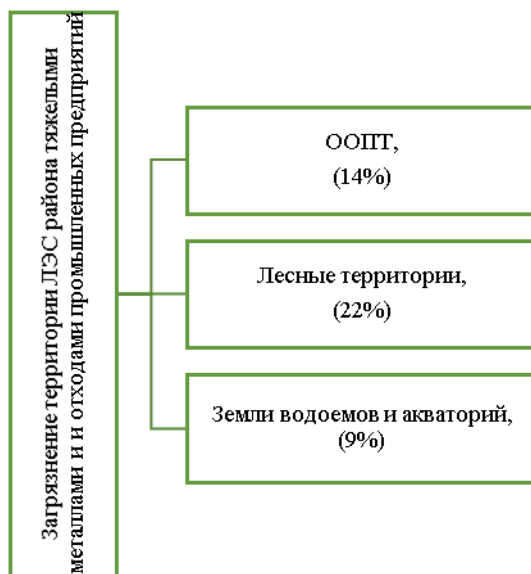 Загрязнение территории ЛЭС района тяжелыми
металлами и и отходами промышленных предприятий
ООПТ,
(14%)
Лесные территории,
(22%)
Земли водоемов и акваторий,
(9%)